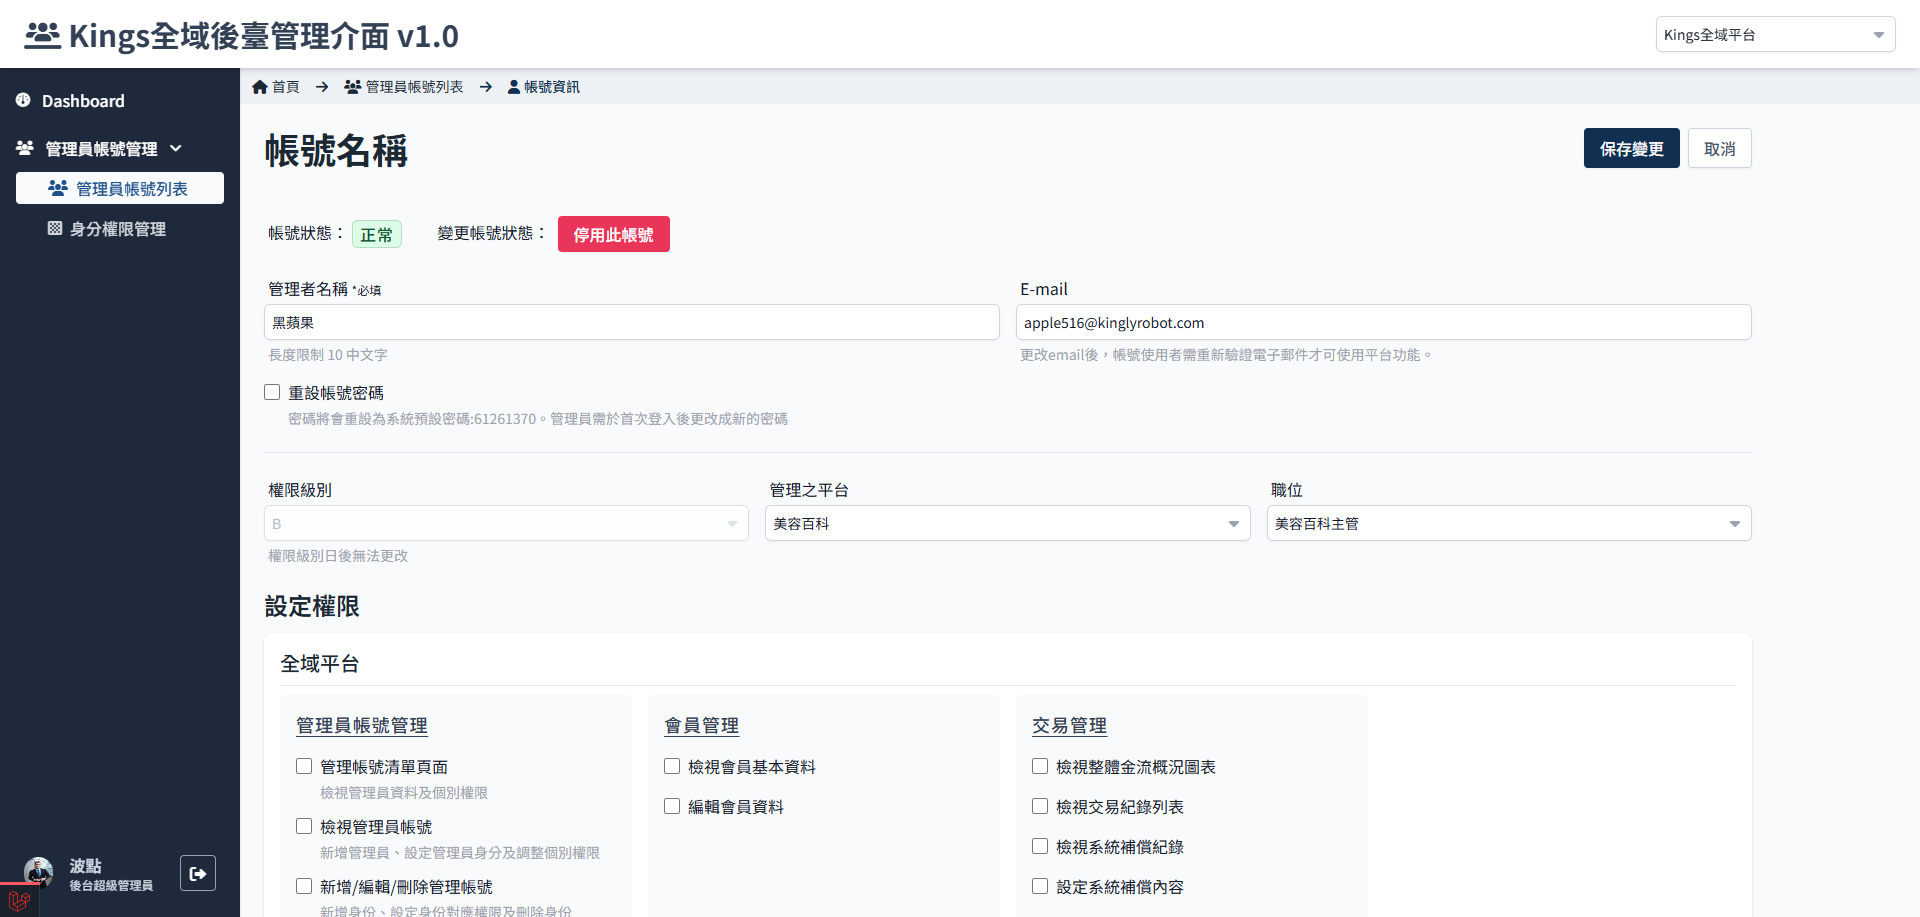 Kings全域後臺管理介面 v1.0
Kings全域平台
Dashboard
管理員帳號管理
管理員帳號列表
身分權限管理
首頁
管理員帳號列表
帳號資訊
帳號名稱
保存變更
取消
帳號狀態：
正常
變更帳號狀態：
停用此帳號
管理者名稱 *必填
黑蘋果
長度限制 10 中文字
E-mail
apple516@kinglyrobot.com
更改email後，帳號使用者需重新驗證電子郵件才可使用平台功能。
重設帳號密碼
密碼將會重設為系統預設密碼:61261370。管理員需於首次登入後更改成新的密碼
權限級別
B
權限級別日後無法更改
管理之平台
美容百科
職位
美容百科主管
設定權限
全域平台
管理員帳號管理
管理帳號清單頁面
檢視管理員資料及個別權限
檢視管理員帳號
新增管理員、設定管理員身分及調整個別權限
新增/編輯/刪除管理帳號
新增身份、設定身份對應權限及刪除身份
會員管理
檢視會員基本資料
編輯會員資料
交易管理
檢視整體金流概況圖表
檢視交易紀錄列表
檢視系統補償紀錄
設定系統補償內容
波點
後台超級管理員